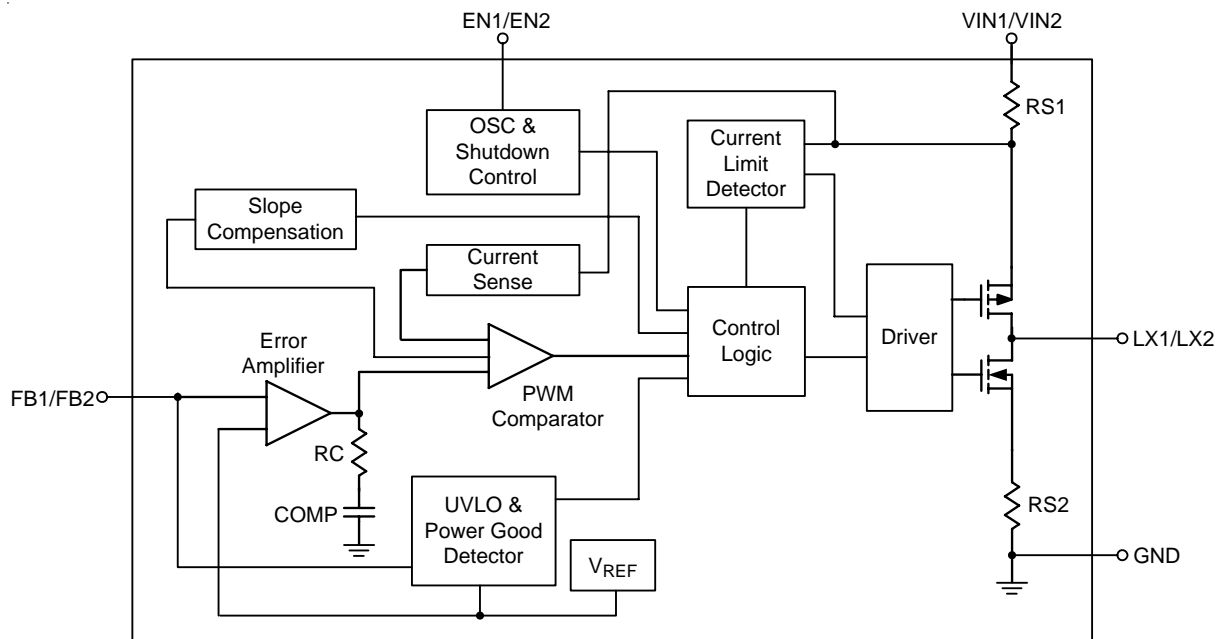 EN1/EN2
VIN1/VIN2
RS1
OSC &
Shutdown
Control
Current
Limit
Detector
Slope
Compensation
Current
Sense
Control
Logic
Driver
LX1/LX2
Error
Amplifier
FB1/FB2
PWM
Comparator
RC
COMP
UVLO &
Power Good
Detector
VREF
RS2
GND